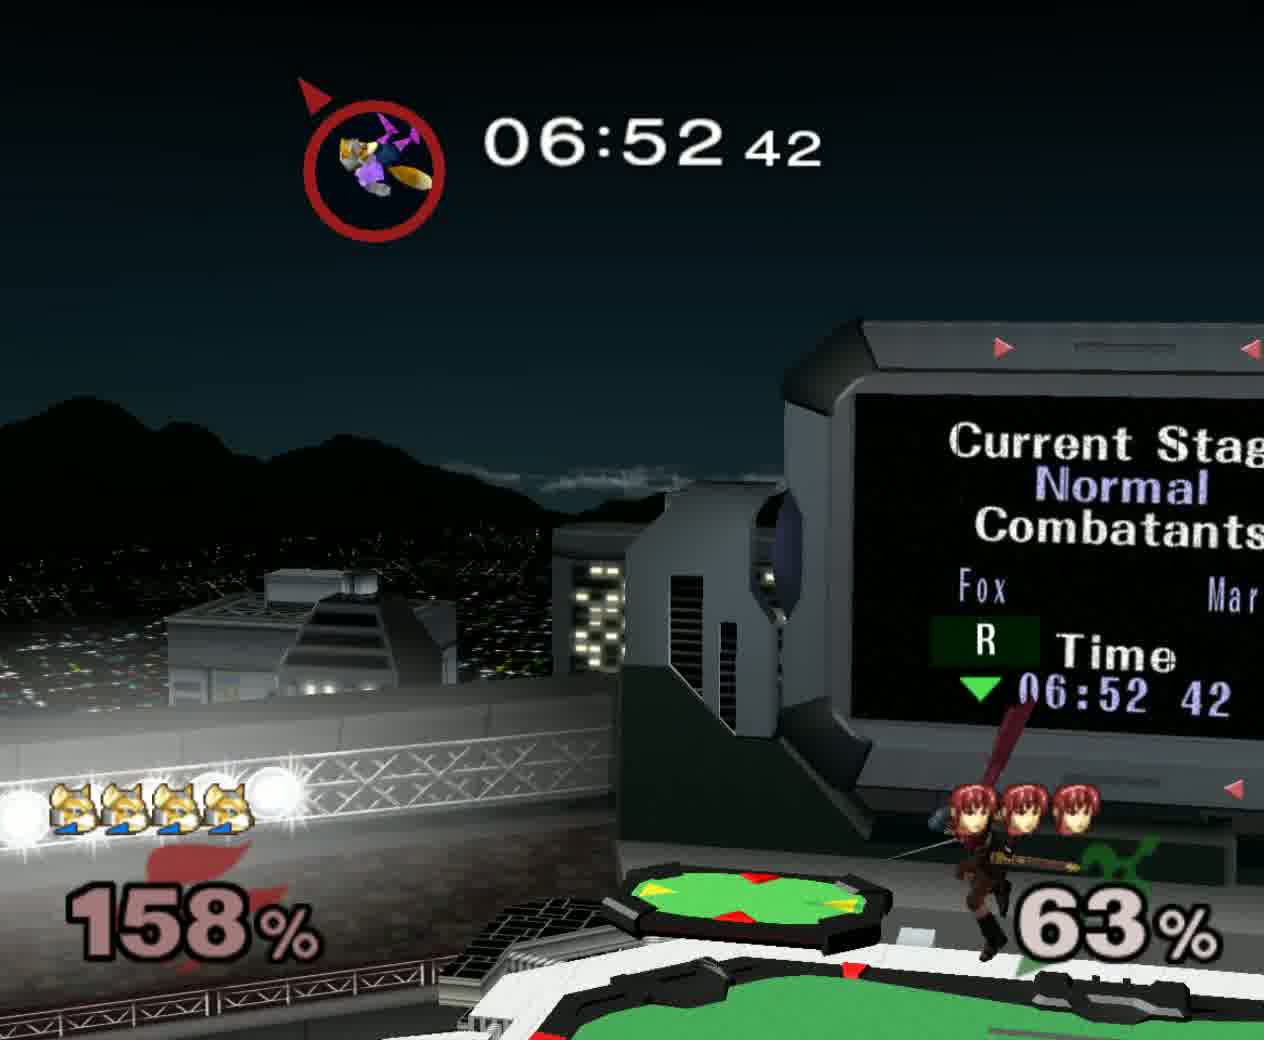 06:52 42
Current Stag
Normal
Combatants
Fox Mar
R Time
06:52 42
158%
63%